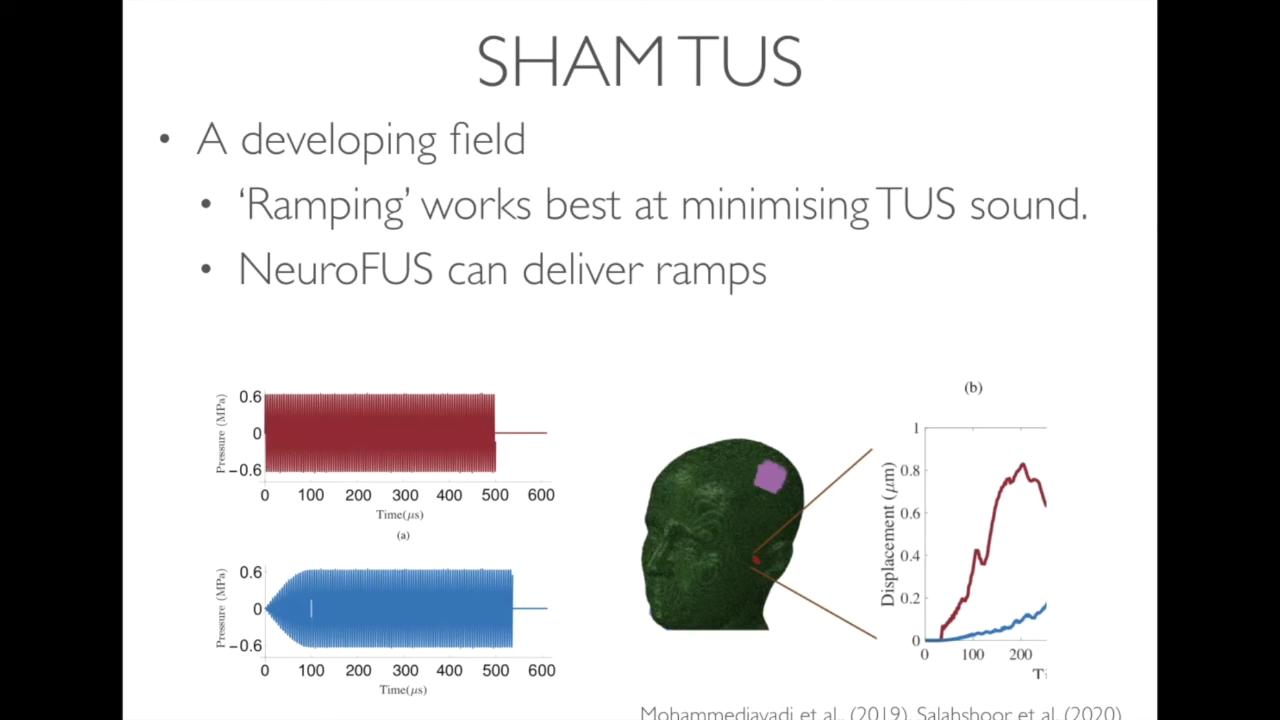 SHAM TUS
• A developing field
• ‘Ramping’ works best at minimising TUS sound.
• NeuroFUS can deliver ramps
Pressure (MPa)
0.6
0
−0.6
0 100 200 300 400 500 600
Time(μs)
(a)
Pressure (MPa)
0.6
0
−0.6
0 100 200 300 400 500 600
Time(μs)
(b)
Displacement (μm)
1
0.8
0.6
0.4
0.2
0
0 100 200
Ti
Mohammedjavadi et al., (2019), Salahshoor et al. (2020)